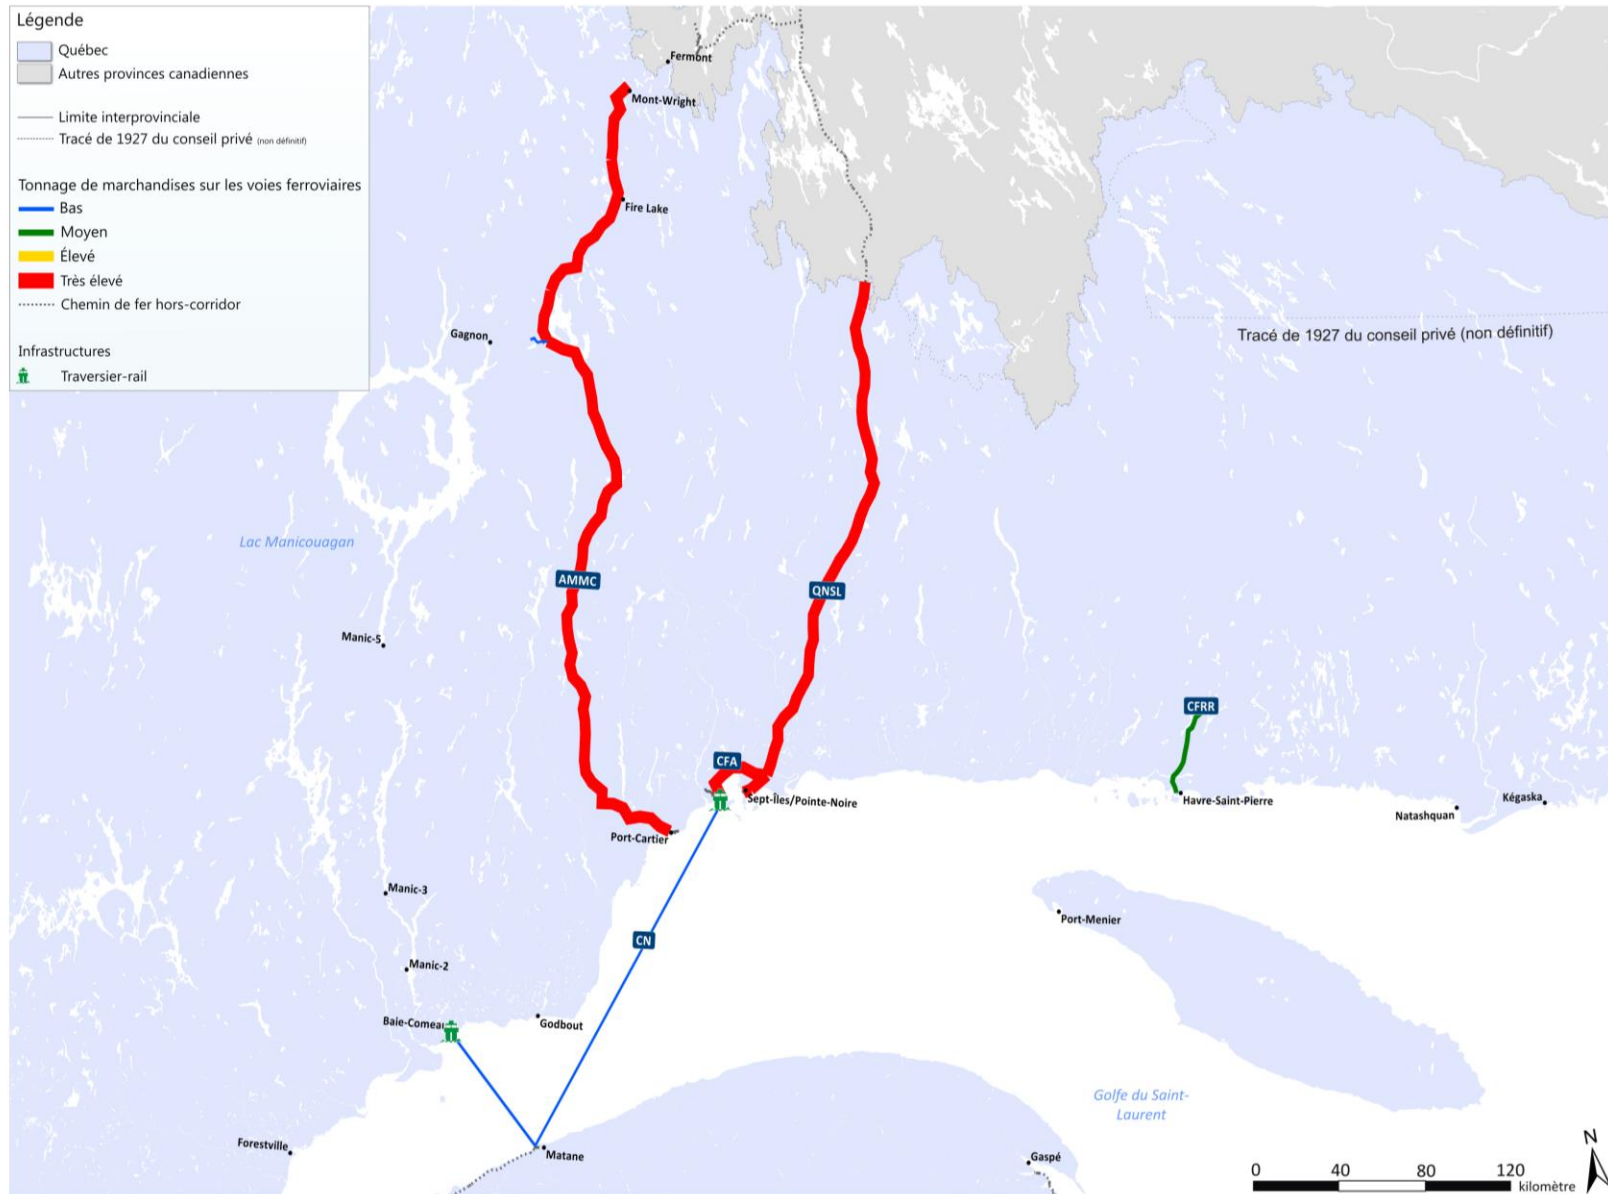 Légende
Québec
Autres provinces canadiennes
Limite interprovinciale
Tracé de 1927 du conseil privé (non définitif)
Tonnage de marchandises sur les voies ferroviaires
Bas
Moyen
Élevé
Très élevé
Chemin de fer hors-corridor
Infrastructures
Traversier-rail
Fermont
Mont-Wright
Fire Lake
Gagnon
Tracé de 1927 du conseil privé (non définitif)
Lac Manicouagan
AMMC
QNSL
Manic-5
CFRR
CFA
Sept-Îles/Pointe-Noire
Havre-Saint-Pierre
Kégaska
Natashquan
Port-Cartier
Manic-3
Port-Menier
CN
Manic-2
Baie-Comeau
Godbout
Golfe du Saint-
Laurent
Forestville
Matane
Gaspé
N
0 40 80 120
kilomètre